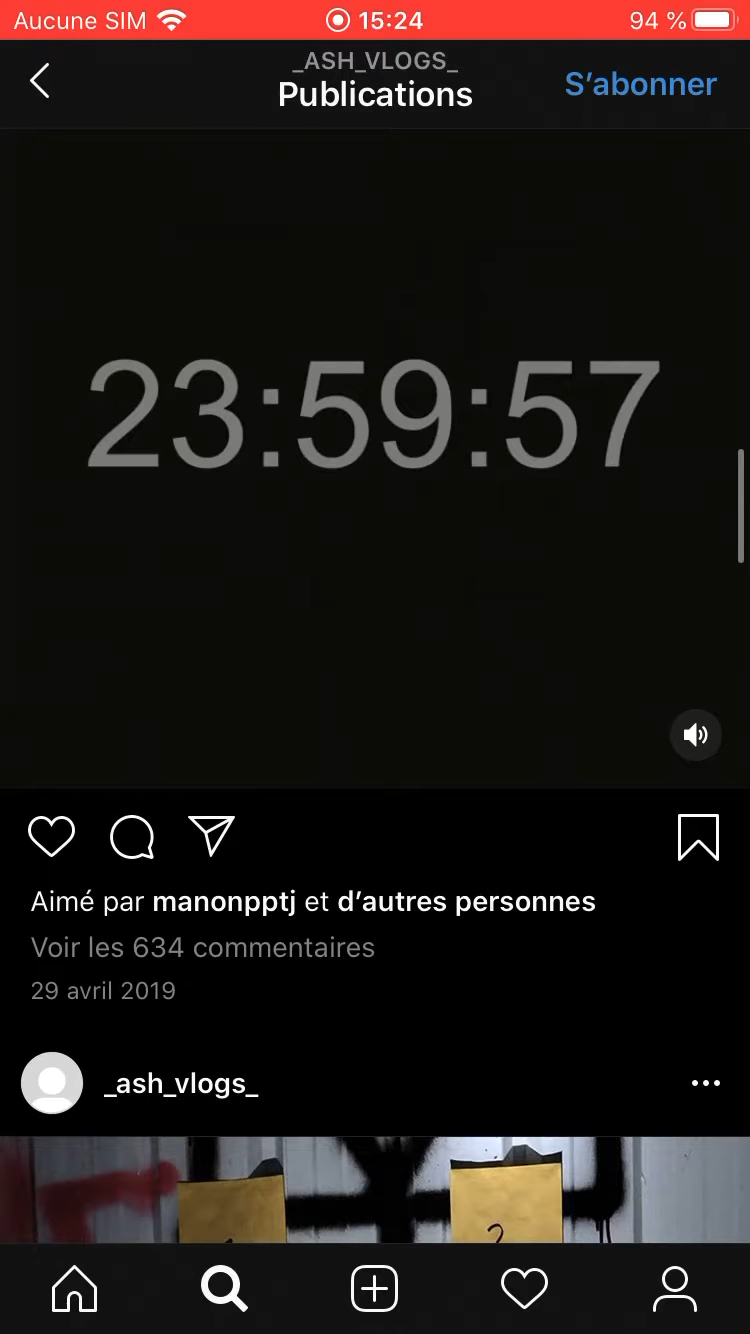 Aucune SIM 15:24 94 %
_ASH_VLOGS_
Publications
S’abonner
23:59:57
Aimé par manonpptj et d’autres personnes
Voir les 634 commentaires
29 avril 2019
_ash_vlogs_